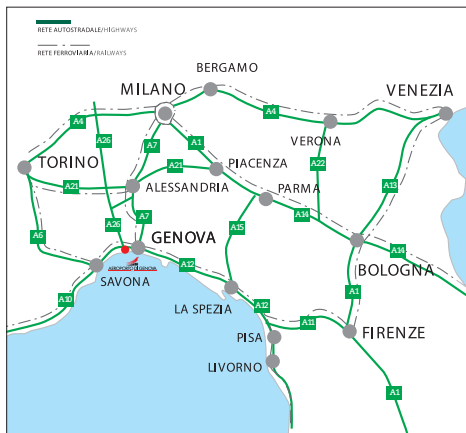 RETE AUTOSTRADALE/HIGHWAYS
RETE FERROVIARIA/RAILWAYS
BERGAMO
MILANO
VENEZIA
A4
A4
A26
VERONA
A7
A1
TORINO
A21
PIACENZA
A22
A21
ALESSANDRIA
A13
PARMA
A7
A14
A26
A15
A6
GENOVA
A14
AEROPORTO DI GENOVA
A12
BOLOGNA
SAVONA
A10
A1
LA SPEZIA
A12
A11
FIRENZE
PISA
LIVORNO
A1